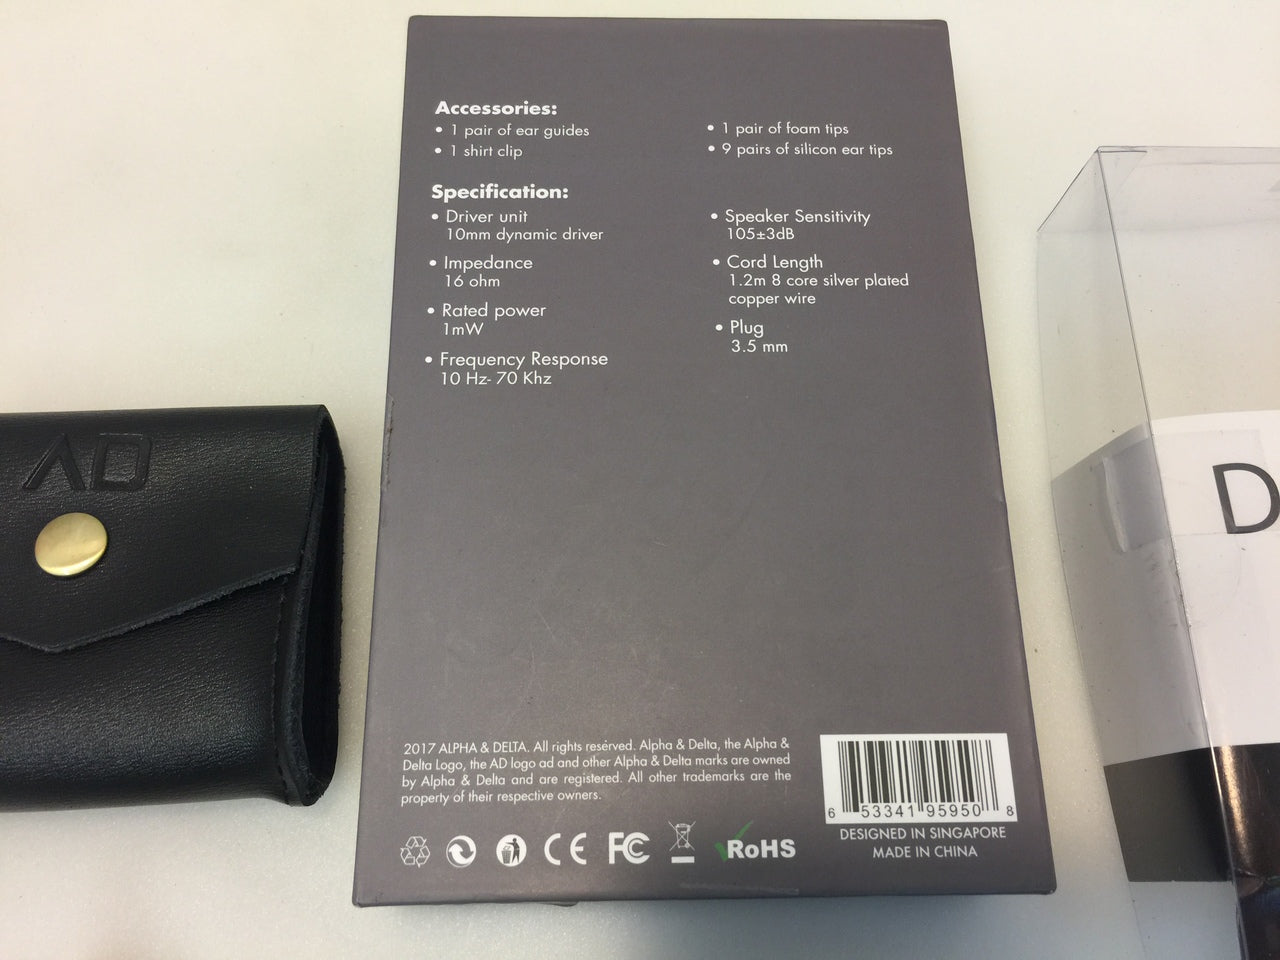 Accessories:
• 1 pair of ear guides
• 1 shirt clip
• 1 pair of foam tips
• 9 pairs of silicon ear tips
Specification:
• Driver unit
10mm dynamic driver
• Impedance
16 ohm
• Rated power
1mW
• Frequency Response
10 Hz- 70 Khz
• Speaker Sensitivity
105±3dB
• Cord Length
1.2m 8 core silver plated
copper wire
• Plug
3.5 mm
2017 ALPHA & DELTA. All rights reserved. Alpha & Delta, the Alpha &
Delta Logo, the AD logo ad and other Alpha & Delta marks are owned
by Alpha & Delta and are registered. All other trademarks are the
property of their respective owners.
CE FC RoHS
6 53341 95950 8
DESIGNED IN SINGAPORE
MADE IN CHINA
AD
D